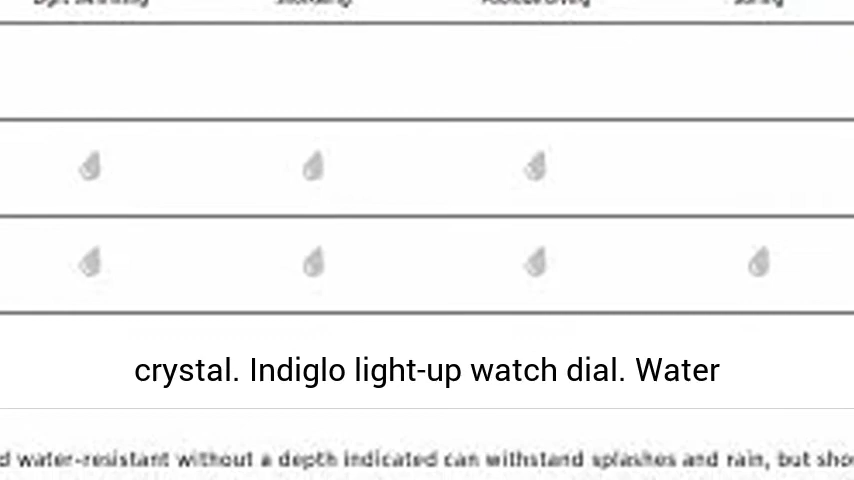 crystal. Indiglo light-up watch dial. Water
d water-resistant without a depth indicated can withstand splashes and rain, but sho